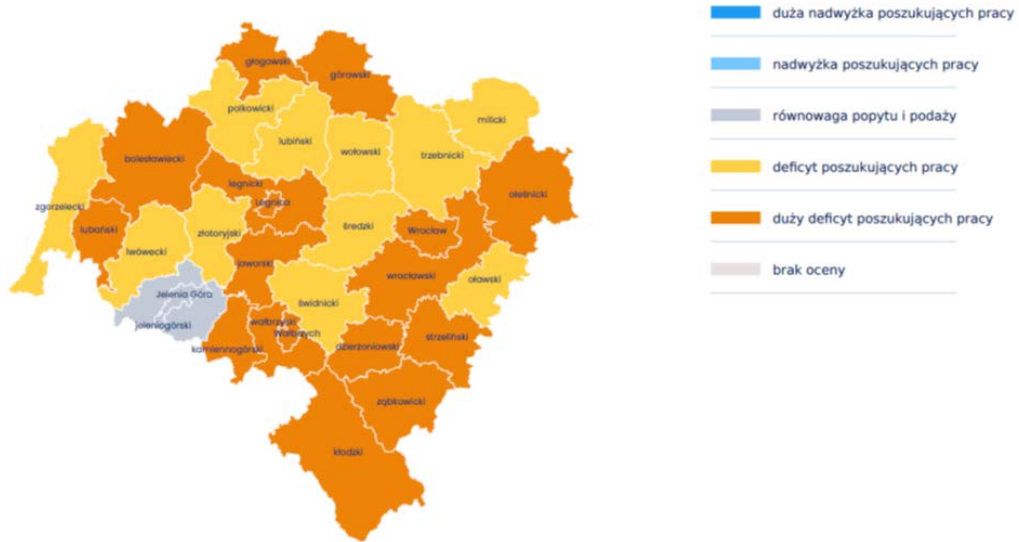 duża nadwyżka poszukujących pracy
nadwyżka poszukujących pracy
równowaga popytu i podaży
deficyt poszukujących pracy
duży deficyt poszukujących pracy
brak oceny
głogowski
górowski
polkowicki
milicki
lubiński
wołowski
trzebnicki
bolesławiecki
legnicki
oleśnicki
Legnica
zgorzelecki
lubański
złotoryjski
średzki
Wrocław
lwówecki
jaworski
wrocławski
oławski
Jelenia Góra
świdnicki
jeleniogórski
wałbrzyski
Wałbrzych
strzeliński
kamiennogórski
dzierżoniowski
ząbkowicki
kłodzki